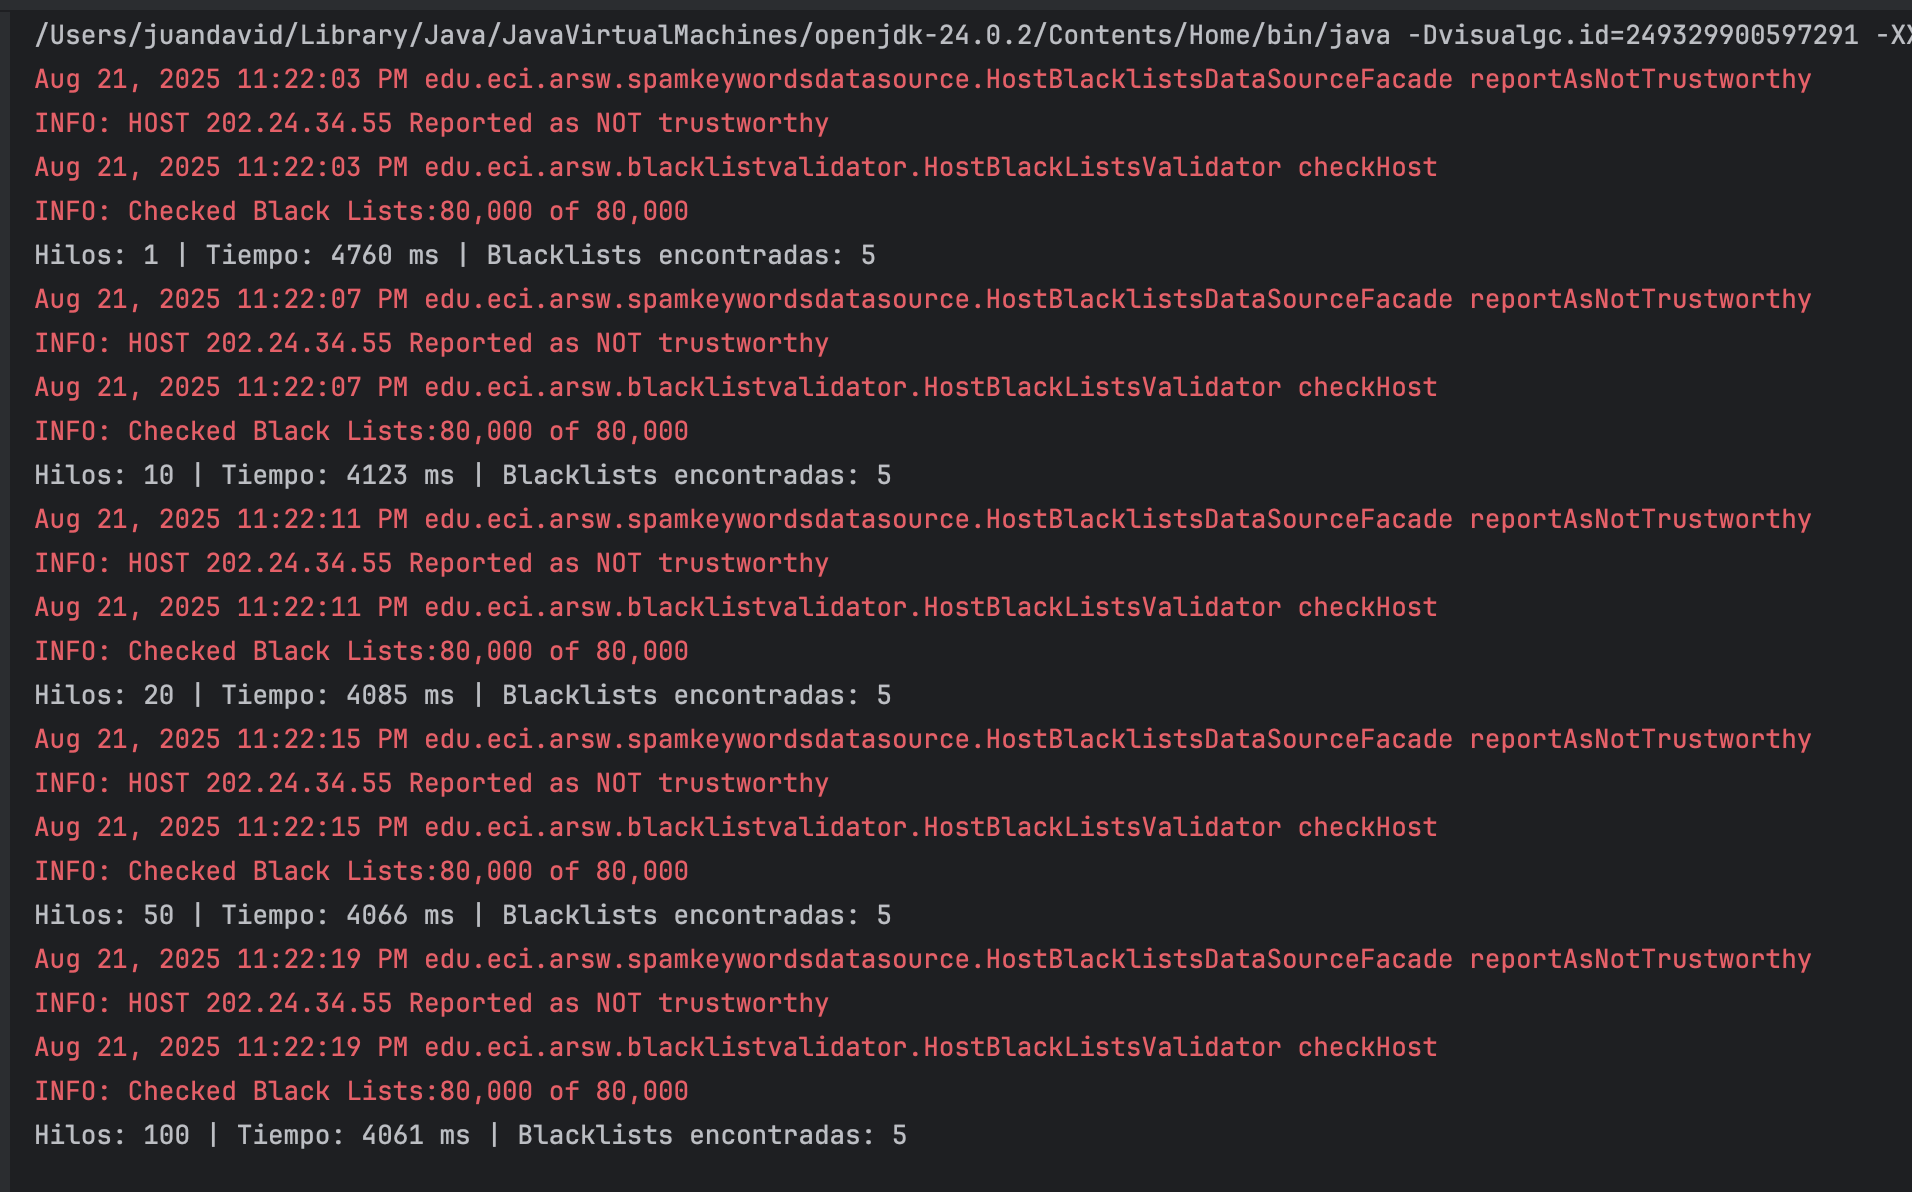 /Users/juandavid/Library/Java/JavaVirtualMachines/openjdk-24.0.2/Contents/Home/bin/java -Dvisualgc.id=249329900597291 -XX
Aug 21, 2025 11:22:03 PM edu.eci.arsw.spamkeywordsdatasource.HostBlacklistsDataSourceFacade reportAsNotTrustworthy
INFO: HOST 202.24.34.55 Reported as NOT trustworthy
Aug 21, 2025 11:22:03 PM edu.eci.arsw.blacklistvalidator.HostBlackListsValidator checkHost
INFO: Checked Black Lists:80,000 of 80,000
Hilos: 1 | Tiempo: 4760 ms | Blacklists encontradas: 5
Aug 21, 2025 11:22:07 PM edu.eci.arsw.spamkeywordsdatasource.HostBlacklistsDataSourceFacade reportAsNotTrustworthy
INFO: HOST 202.24.34.55 Reported as NOT trustworthy
Aug 21, 2025 11:22:07 PM edu.eci.arsw.blacklistvalidator.HostBlackListsValidator checkHost
INFO: Checked Black Lists:80,000 of 80,000
Hilos: 10 | Tiempo: 4123 ms | Blacklists encontradas: 5
Aug 21, 2025 11:22:11 PM edu.eci.arsw.spamkeywordsdatasource.HostBlacklistsDataSourceFacade reportAsNotTrustworthy
INFO: HOST 202.24.34.55 Reported as NOT trustworthy
Aug 21, 2025 11:22:11 PM edu.eci.arsw.blacklistvalidator.HostBlackListsValidator checkHost
INFO: Checked Black Lists:80,000 of 80,000
Hilos: 20 | Tiempo: 4085 ms | Blacklists encontradas: 5
Aug 21, 2025 11:22:15 PM edu.eci.arsw.spamkeywordsdatasource.HostBlacklistsDataSourceFacade reportAsNotTrustworthy
INFO: HOST 202.24.34.55 Reported as NOT trustworthy
Aug 21, 2025 11:22:15 PM edu.eci.arsw.blacklistvalidator.HostBlackListsValidator checkHost
INFO: Checked Black Lists:80,000 of 80,000
Hilos: 50 | Tiempo: 4066 ms | Blacklists encontradas: 5
Aug 21, 2025 11:22:19 PM edu.eci.arsw.spamkeywordsdatasource.HostBlacklistsDataSourceFacade reportAsNotTrustworthy
INFO: HOST 202.24.34.55 Reported as NOT trustworthy
Aug 21, 2025 11:22:19 PM edu.eci.arsw.blacklistvalidator.HostBlackListsValidator checkHost
INFO: Checked Black Lists:80,000 of 80,000
Hilos: 100 | Tiempo: 4061 ms | Blacklists encontradas: 5